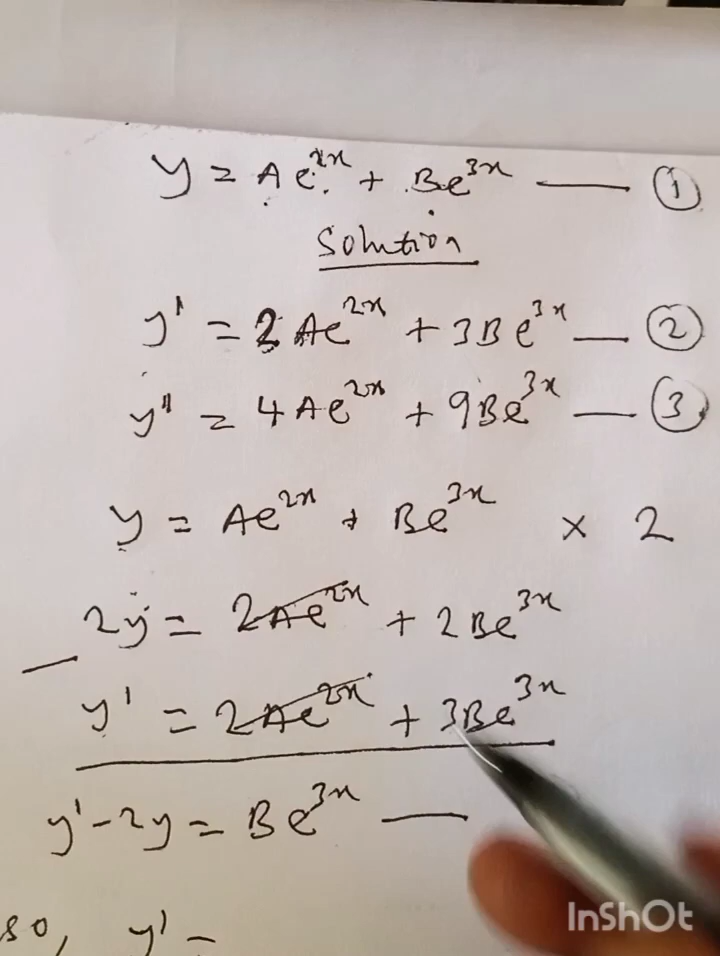 y = Ae^2x + Be^3x — ①
Solution
y' = 2Ae^2x + 3Be^3x — ②
y'' = 4Ae^2x + 9Be^3x — ③
y = Ae^2x + Be^3x × 2
2y = 2Ae^2x + 2Be^3x
—
y' = 2Ae^2x + 3Be^3x
y' - 2y = Be^3x —
so, y' =
InShOt